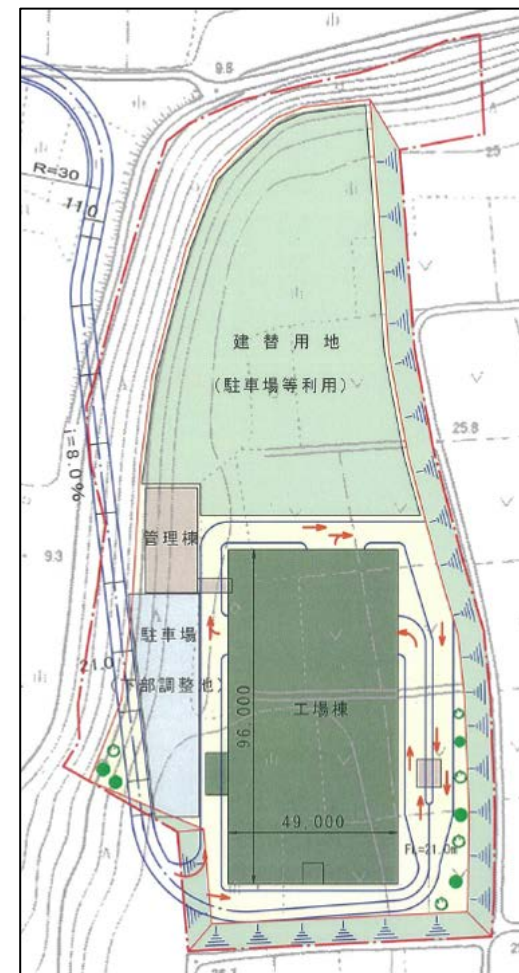 9.8
R=30
11.0
25
建替用地
(駐車場等利用)
25.8
i=8.0%
管理棟
9.3
駐車場
(下部調整池)
21.0
工場棟
96,000
49,000
FL=21.0m